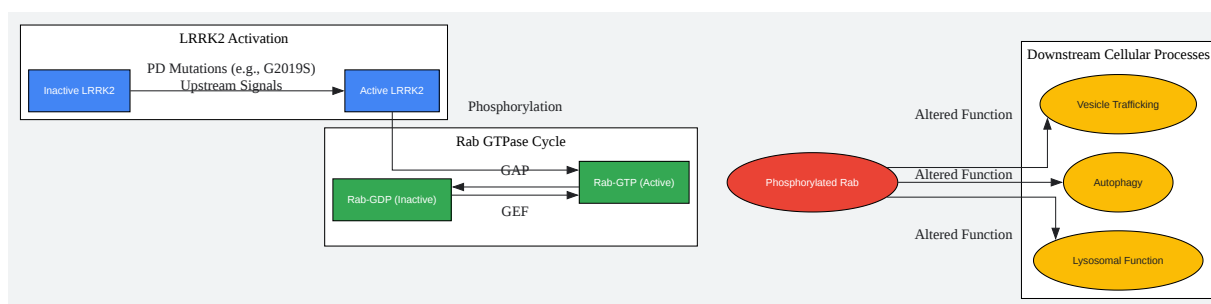 LRRK2 Activation
PD Mutations (e.g., G2019S)
Upstream Signals
Inactive LRRK2
Active LRRK2
Phosphorylation
Rab GTPase Cycle
GAP
Rab-GDP (Inactive)
Rab-GTP (Active)
GEF
Phosphorylated Rab
Altered Function
Altered Function
Altered Function
Downstream Cellular Processes
Vesicle Trafficking
Autophagy
Lysosomal Function